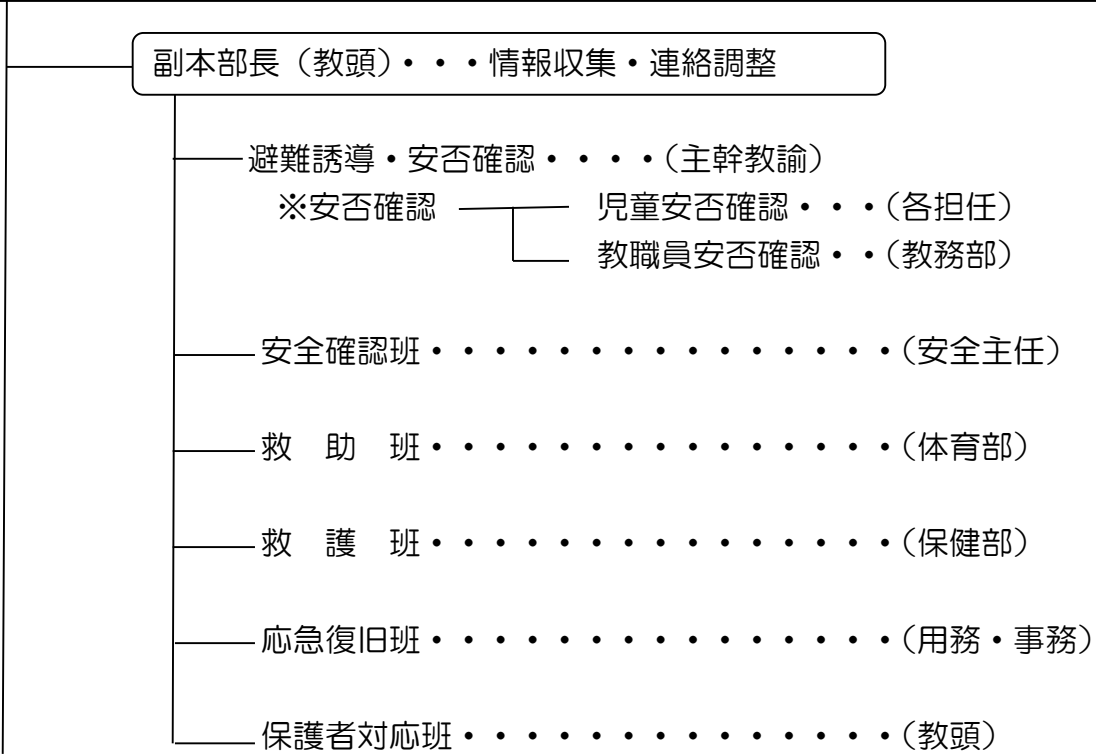 副本部長（教頭）・・・情報収集・連絡調整
避難誘導・安否確認・・・・（主幹教諭）
※安否確認　児童安否確認・・・（各担任）
教職員安否確認・・（教務部）
安全確認班・・・・・・・・・・・・・・・（安全主任）
救　助　班・・・・・・・・・・・・・・・（体育部）
救　護　班・・・・・・・・・・・・・・・（保健部）
応急復旧班・・・・・・・・・・・・・・・（用務・事務）
保護者対応班・・・・・・・・・・・・・・（教頭）